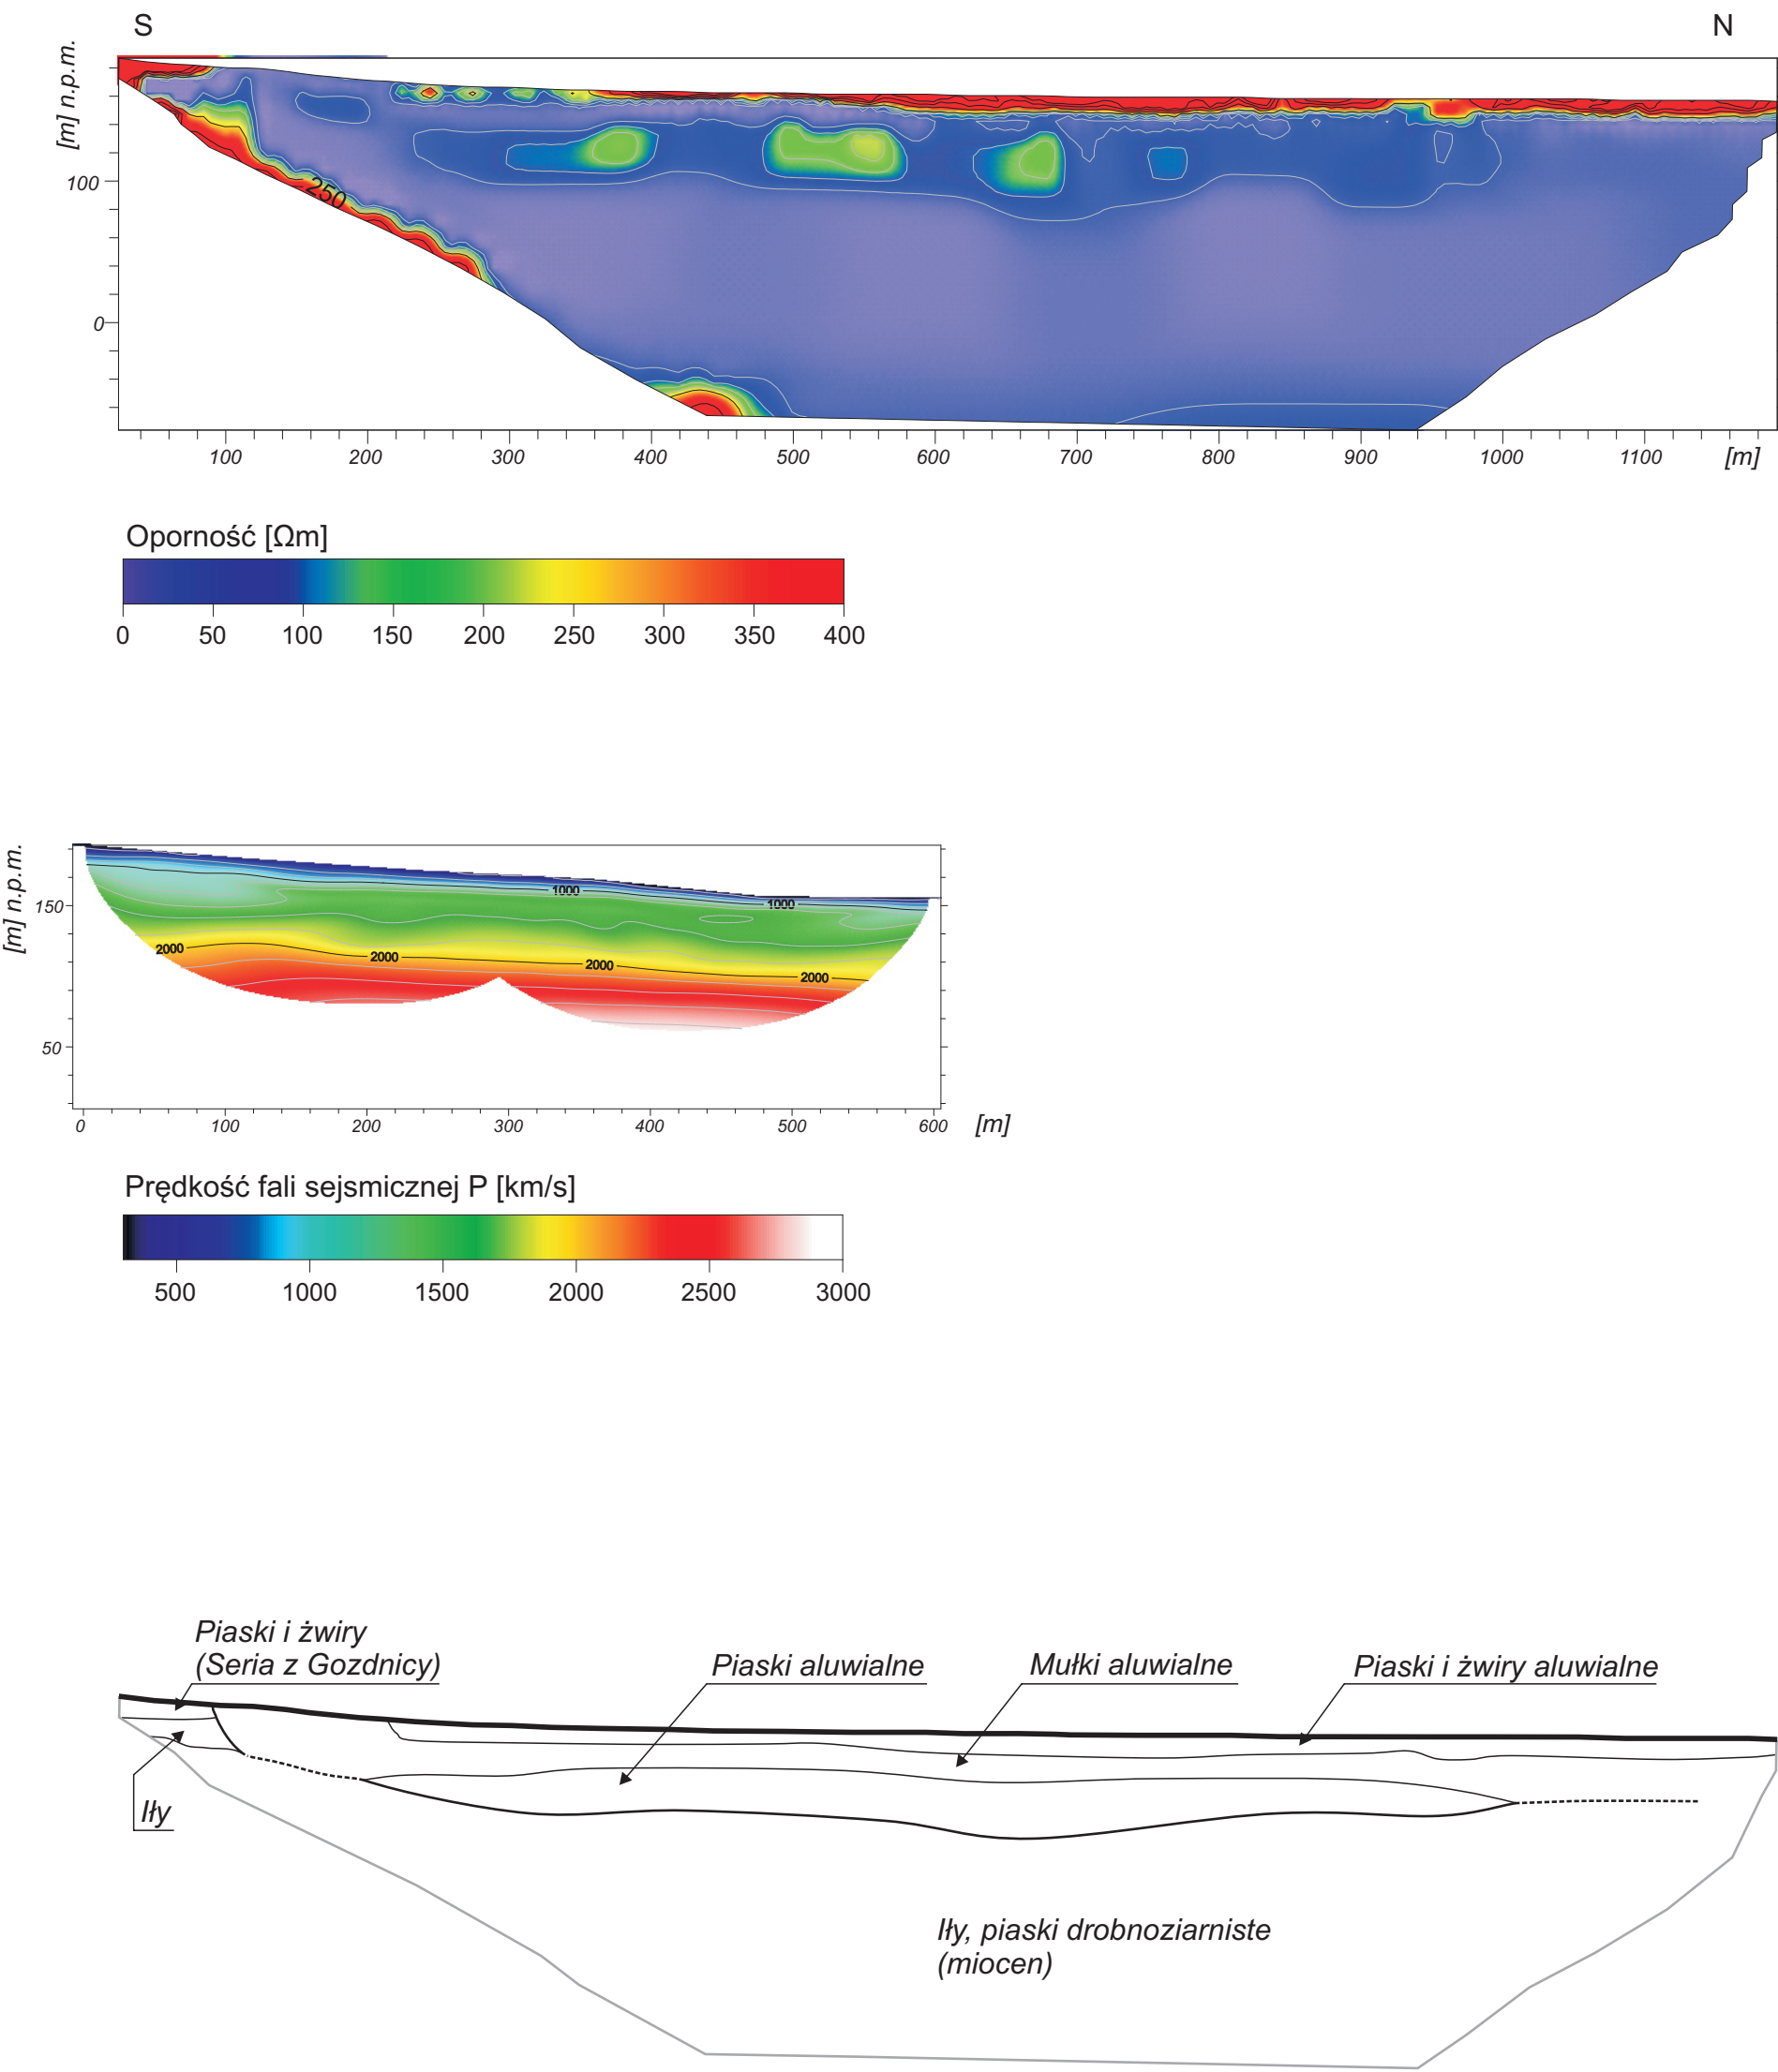 S
N
[m] n.p.m.
100
0
250
100 200 300 400 500 600 700 800 900 1000 1100 [m]
Oporność [Ωm]
0 50 100 150 200 250 300 350 400
[m] n.p.m.
150
50
1000
1000
2000
2000
2000
2000
0 100 200 300 400 500 600 [m]
Prędkość fali sejsmicznej P [km/s]
500 1000 1500 2000 2500 3000
Piaski i żwiry
(Seria z Gozdnicy)
Piaski aluwialne
Mułki aluwialne
Piaski i żwiry aluwialne
Iły
Iły, piaski drobnoziarniste
(miocen)